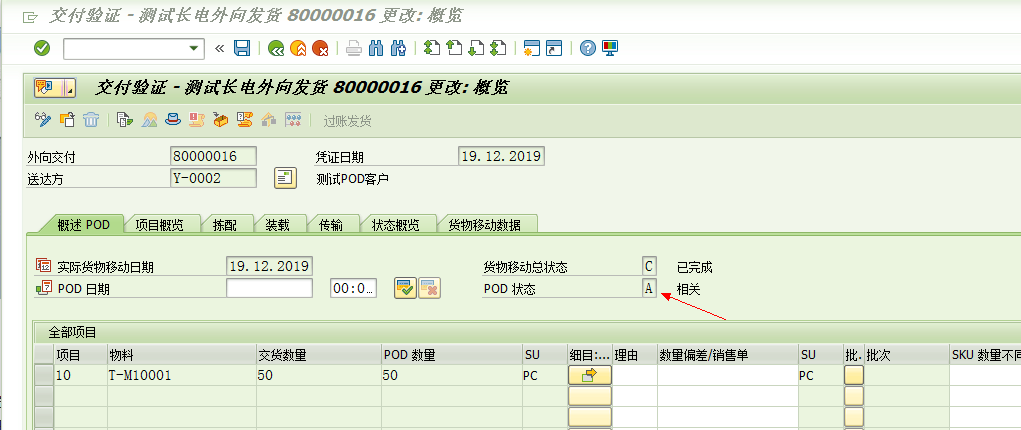 交付验证 - 测试长电外向发货 80000016 更改: 概览
«
交付验证 - 测试长电外向发货 80000016 更改: 概览
过账发货
外向交付 80000016 凭证日期 19.12.2019
送达方 Y-0002 测试POD客户
概述 POD 项目概览 拣配 装载 传输 状态概览 货物移动数据
实际货物移动日期 19.12.2019 货物移动总状态 C 已完成
POD 日期 00:0… POD 状态 A 相关
全部项目
项目 物料 交货数量 POD 数量 SU 细目:... 理由 数量偏差/销售单 SU 批. 批次 SKU 数量不同
10 T-M10001 50 50 PC PC